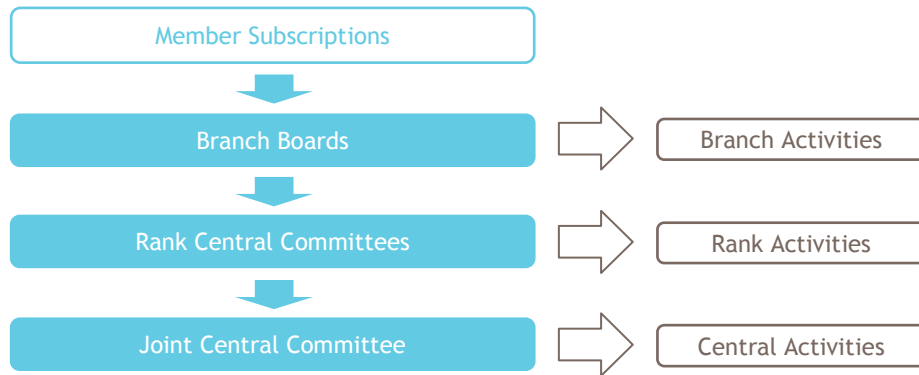 Member Subscriptions
Branch Boards
Branch Activities
Rank Central Committees
Rank Activities
Joint Central Committee
Central Activities